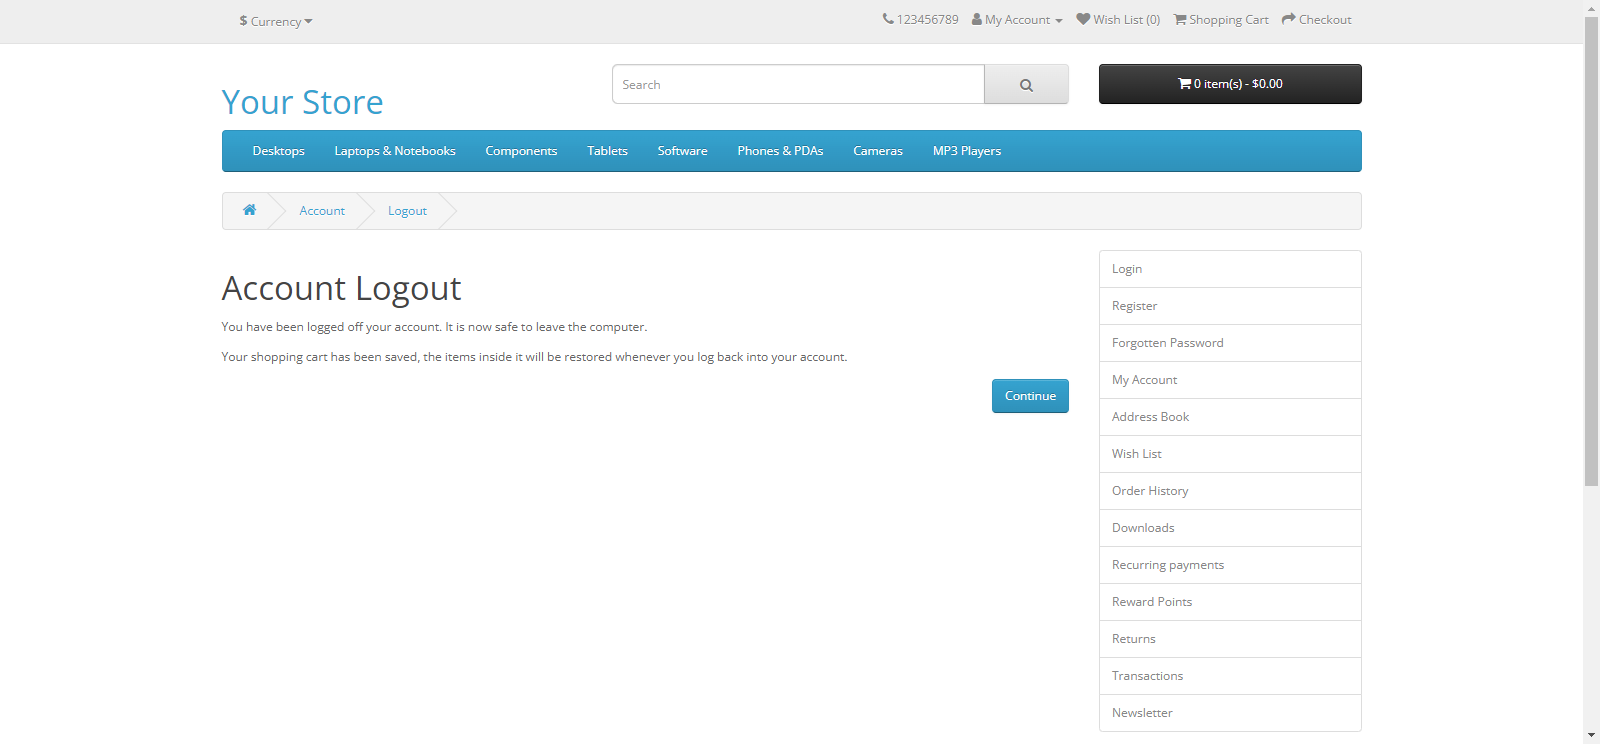 $ Currency
123456789 My Account Wish List (0) Shopping Cart Checkout
Your Store
Search
0 item(s) - $0.00
Desktops Laptops & Notebooks Components Tablets Software Phones & PDAs Cameras MP3 Players
Account Logout
Account Logout
You have been logged off your account. It is now safe to leave the computer.
Your shopping cart has been saved, the items inside it will be restored whenever you log back into your account.
Continue
Login
Register
Forgotten Password
My Account
Address Book
Wish List
Order History
Downloads
Recurring payments
Reward Points
Returns
Transactions
Newsletter